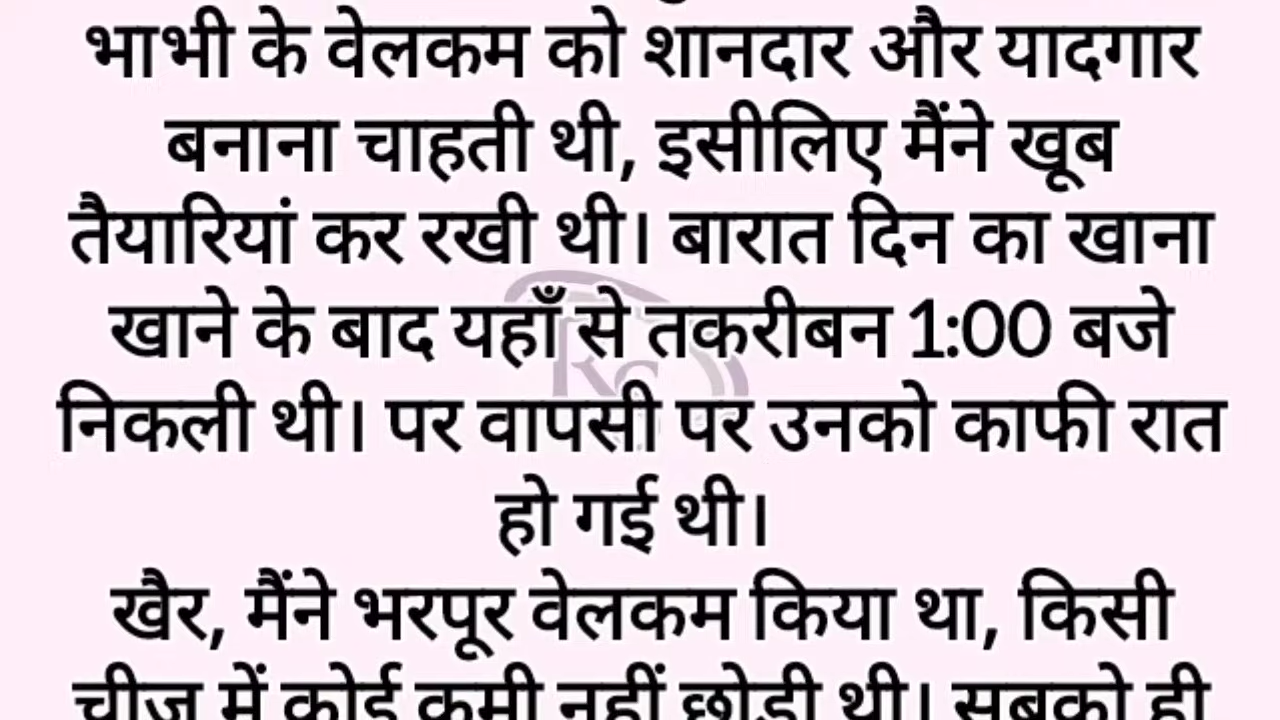 भाभी के वेलकम को शानदार और यादगार
बनाना चाहती थी, इसीलिए मैंने खूब
तैयारियां कर रखी थी। बारात दिन का खाना
खाने के बाद यहाँ से तकरीबन 1:00 बजे
निकली थी। पर वापसी पर उनको काफी रात
हो गई थी।
खैर, मैंने भरपूर वेलकम किया था, किसी
चीज में कोई कमी नहीं छोड़ी थी। सबको ही